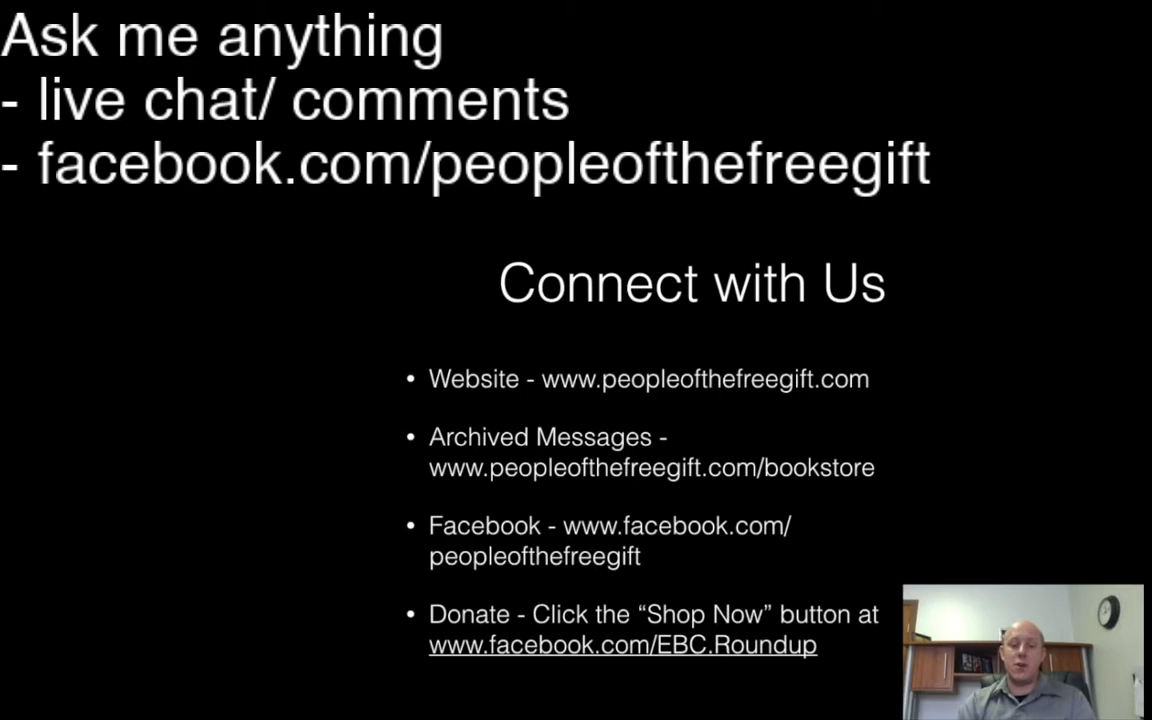 Ask me anything
- live chat/ comments
- facebook.com/peopleofthefreegift
Connect with Us
• Website - www.peopleofthefreegift.com
• Archived Messages -
www.peopleofthefreegift.com/bookstore
• Facebook - www.facebook.com/
peopleofthefreegift
• Donate - Click the “Shop Now” button at
www.facebook.com/EBC.Roundup